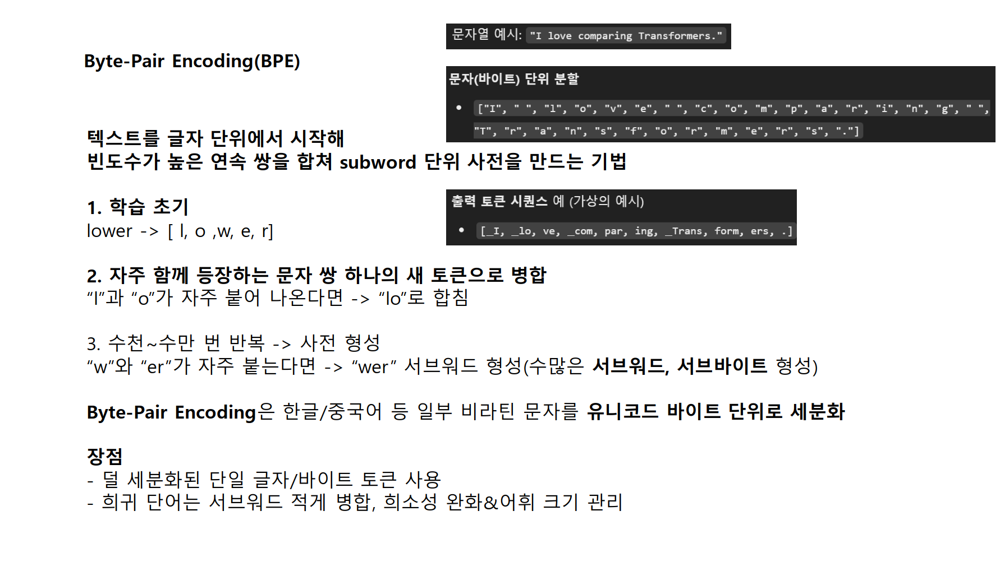 Byte-Pair Encoding(BPE)
문자열 예시: "I love comparing Transformers."
문자(바이트) 단위 분할
• ["I", " ", "l", "o", "v", "e", " ", "c", "o", "m", "p", "a", "r", "i", "n", "g", " ",
"T", "r", "a", "n", "s", "f", "o", "r", "m", "e", "r", "s", "."]
텍스트를 글자 단위에서 시작해
빈도수가 높은 연속 쌍을 합쳐 subword 단위 사전을 만드는 기법
출력 토큰 시퀀스 예 (가상의 예시)
• [_I, _lo, ve, _com, par, ing, _Trans, form, ers, .]
1. 학습 초기
lower -> [ l, o ,w, e, r]
2. 자주 함께 등장하는 문자 쌍 하나의 새 토큰으로 병합
“l”과 “o”가 자주 붙어 나온다면 -> “lo”로 합침
3. 수천~수만 번 반복 -> 사전 형성
“w”와 “er”가 자주 붙는다면 -> “wer” 서브워드 형성(수많은 서브워드, 서브바이트 형성)
Byte-Pair Encoding은 한글/중국어 등 일부 비라틴 문자를 유니코드 바이트 단위로 세분화
장점
- 덜 세분화된 단일 글자/바이트 토큰 사용
- 희귀 단어는 서브워드 적게 병합, 희소성 완화&어휘 크기 관리